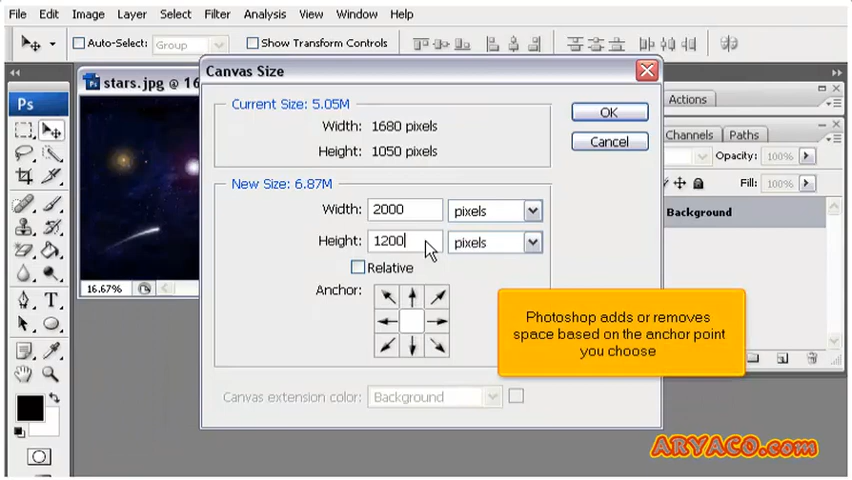 File Edit Image Layer Select Filter Analysis View Window Help
Auto-Select: Group Show Transform Controls
Canvas Size
stars.jpg @ 16
Ps
Current Size: 5.05M
Width: 1680 pixels
Height: 1050 pixels
OK
Cancel
New Size: 6.87M
Width: 2000 pixels
Height: 1200 pixels
Relative
Anchor:
Canvas extension color: Background
16.67%
Actions
Channels Paths
Opacity: 100%
Fill: 100%
Background
Photoshop adds or removes
space based on the anchor point
you choose
ARYACO.com